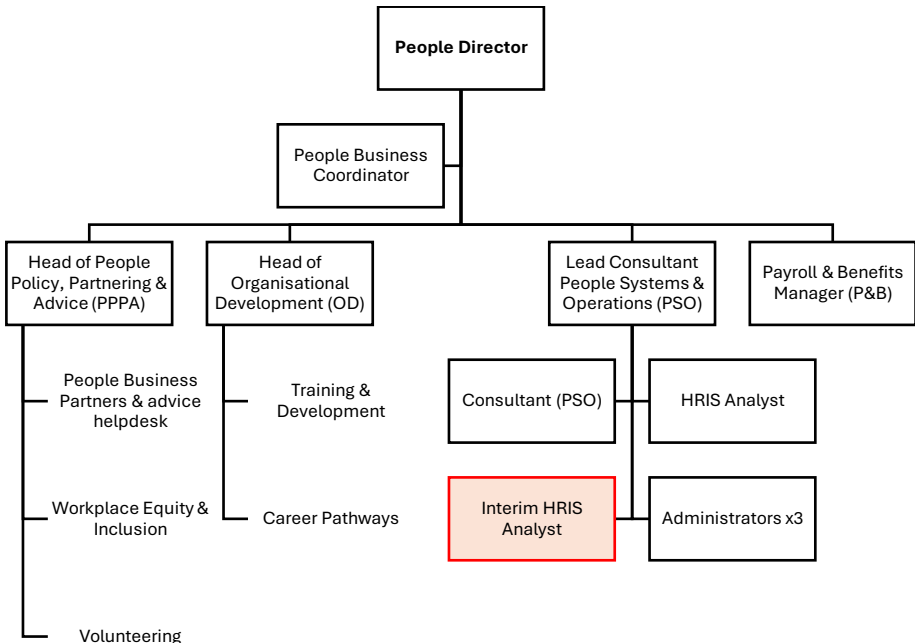 People Director
People Business
Coordinator
Head of People
Policy, Partnering &
Advice (PPPA)
Head of
Organisational
Development (OD)
Lead Consultant
People Systems &
Operations (PSO)
Payroll & Benefits
Manager (P&B)
People Business
Partners & advice
helpdesk
Training &
Development
Consultant (PSO)
HRIS Analyst
Workplace Equity &
Inclusion
Career Pathways
Interim HRIS
Analyst
Administrators x3
Volunteering